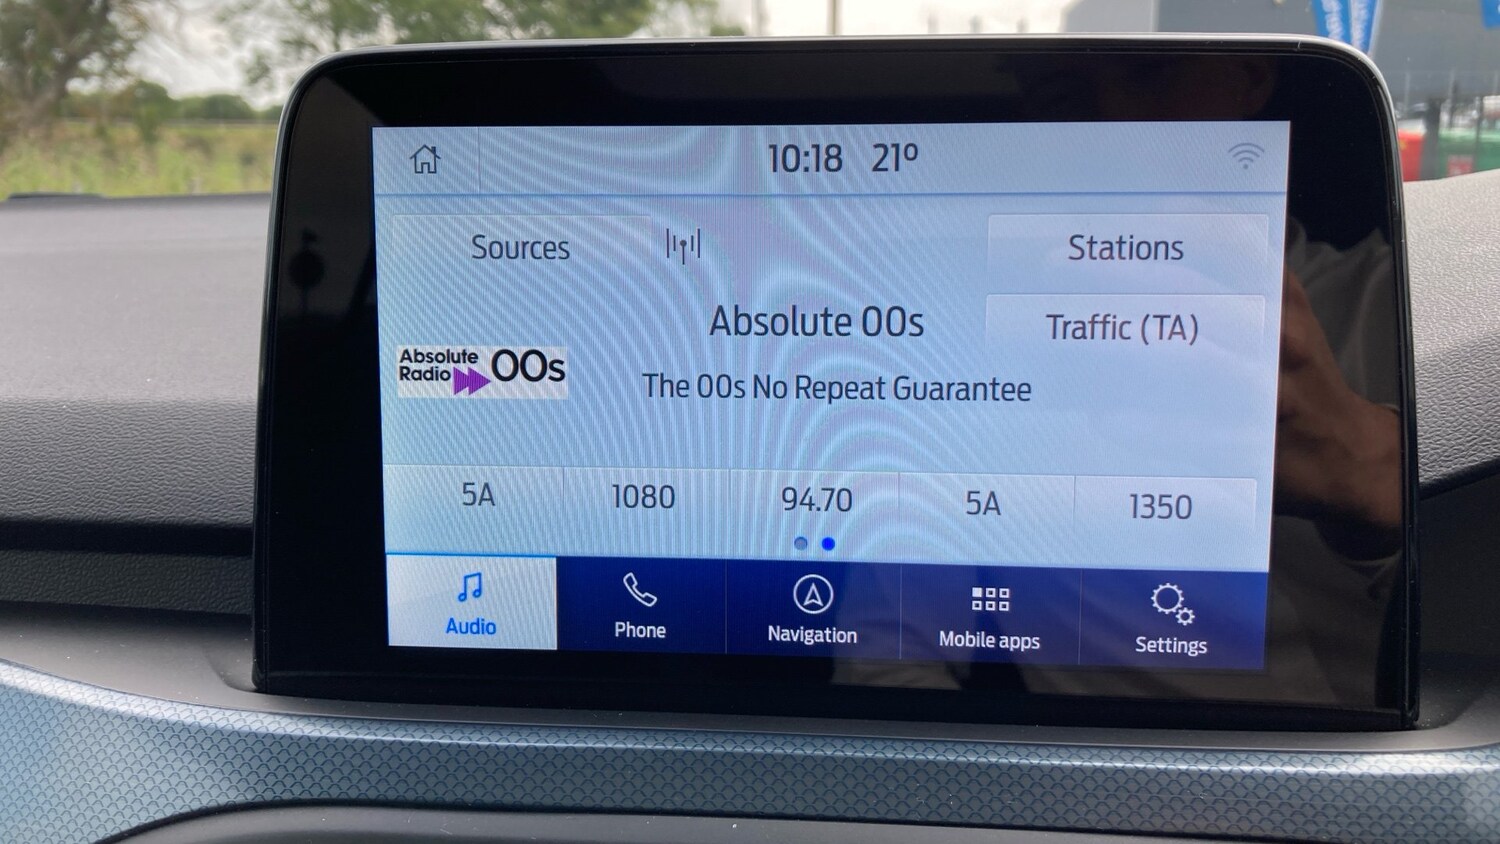 10:18 21º
Sources
Stations
Absolute 00s
Traffic (TA)
Absolute
Radio 00s
The 00s No Repeat Guarantee
5A 1080 94.70 5A 1350
Audio Phone Navigation Mobile apps Settings